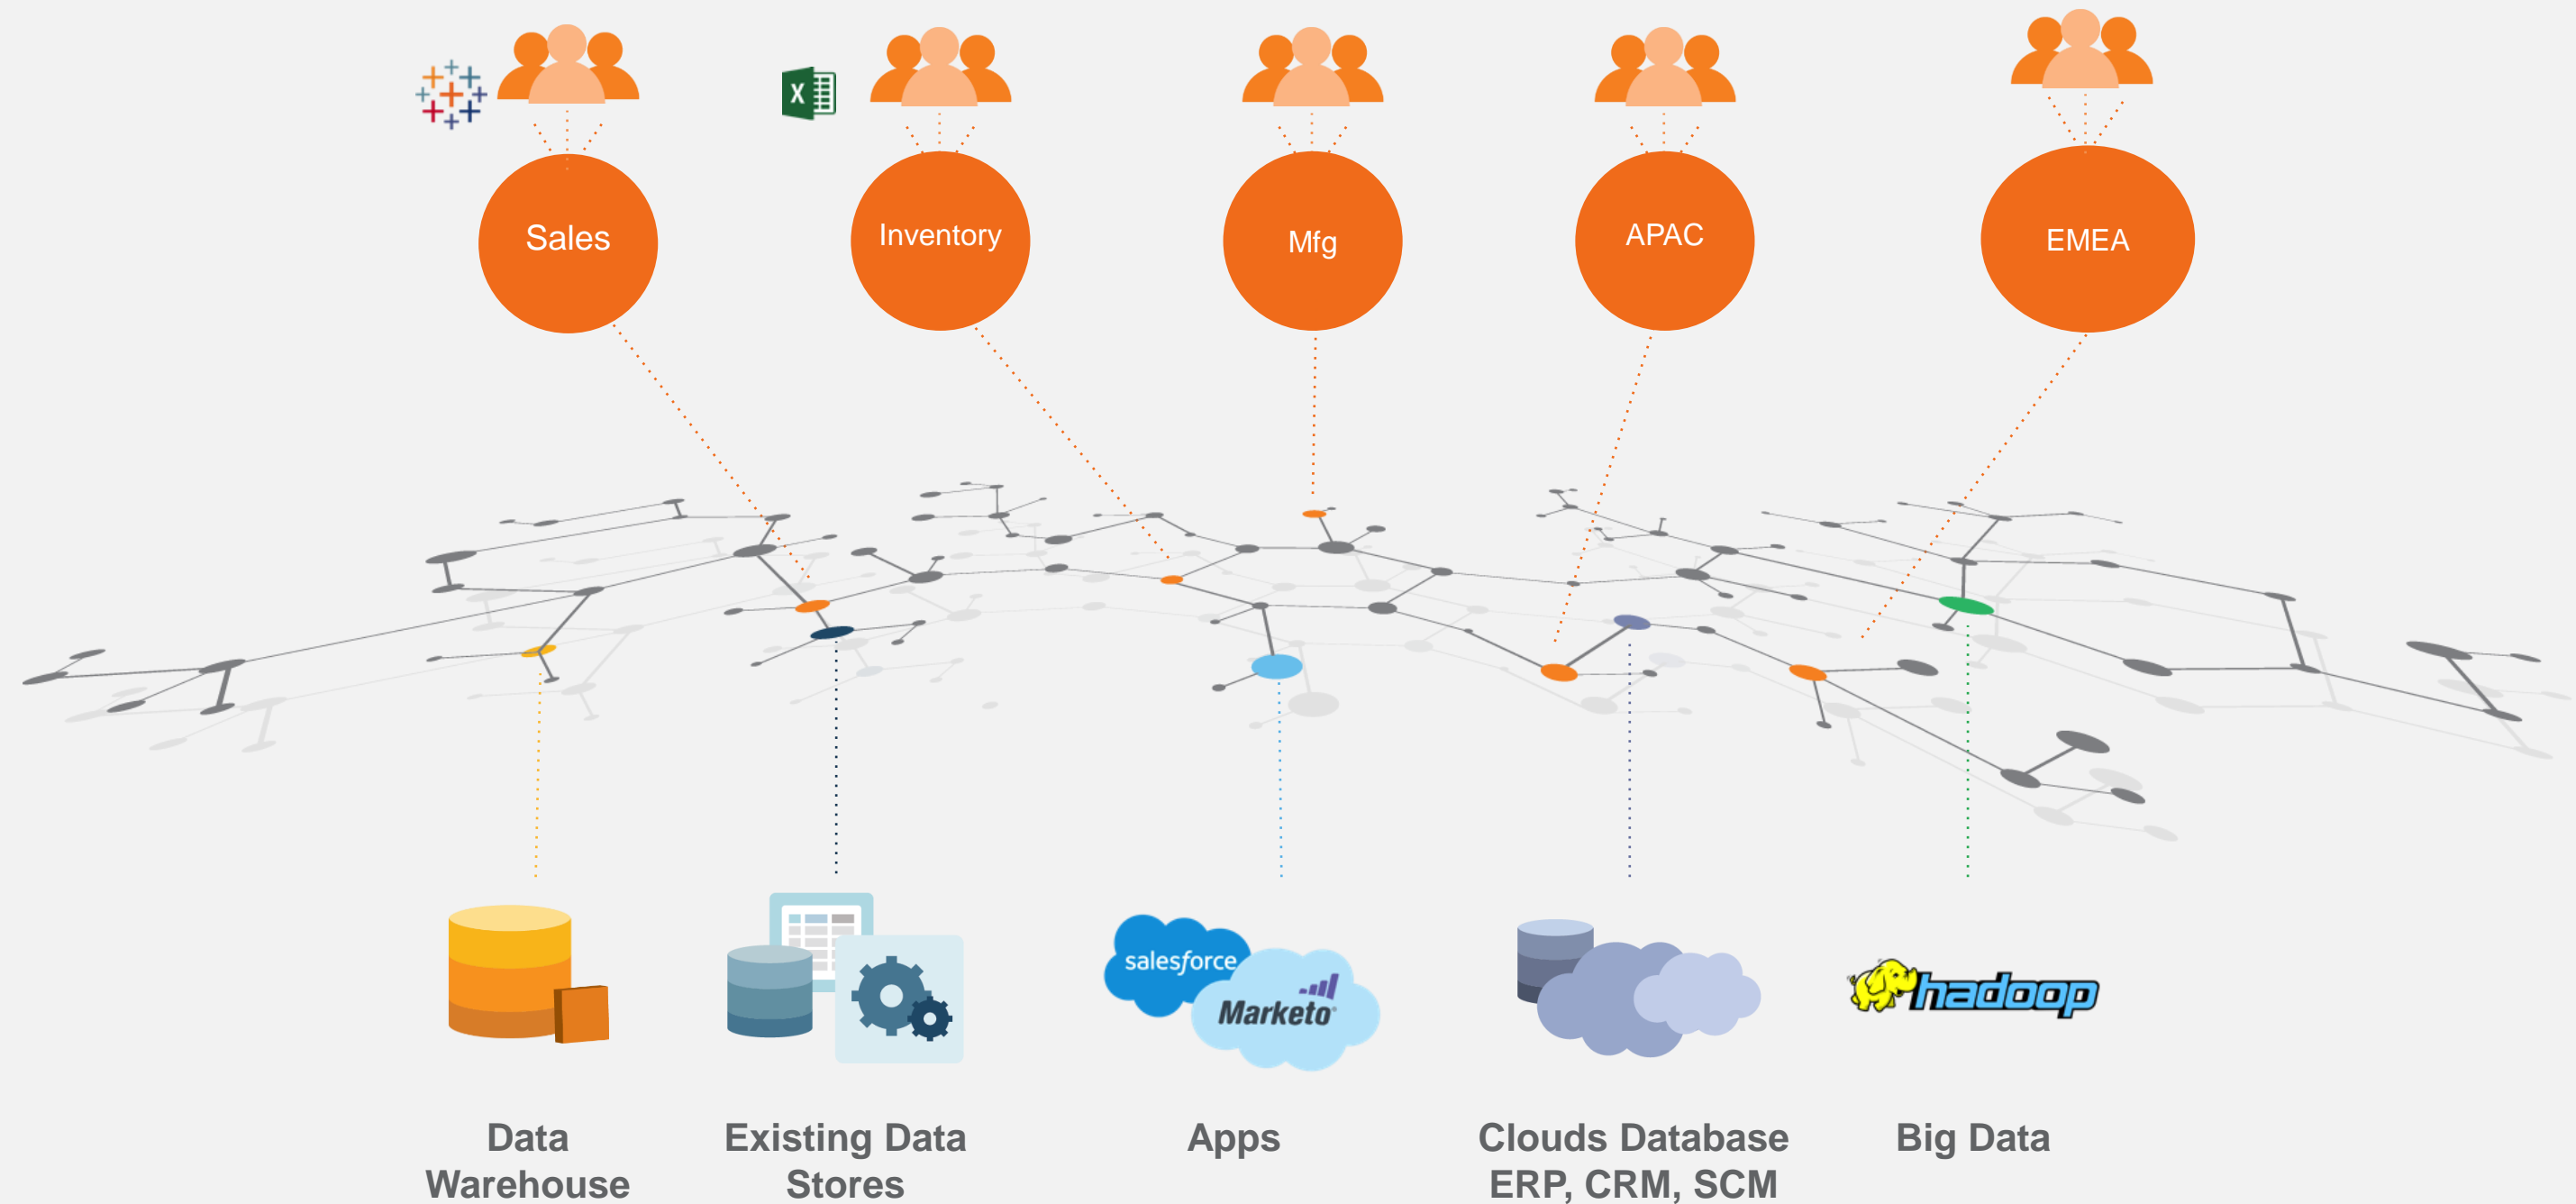 X
Sales
Inventory
Mfg
APAC
EMEA
salesforce
Marketo
hadoop
Data
Warehouse
Existing Data
Stores
Apps
Clouds Database
ERP, CRM, SCM
Big Data